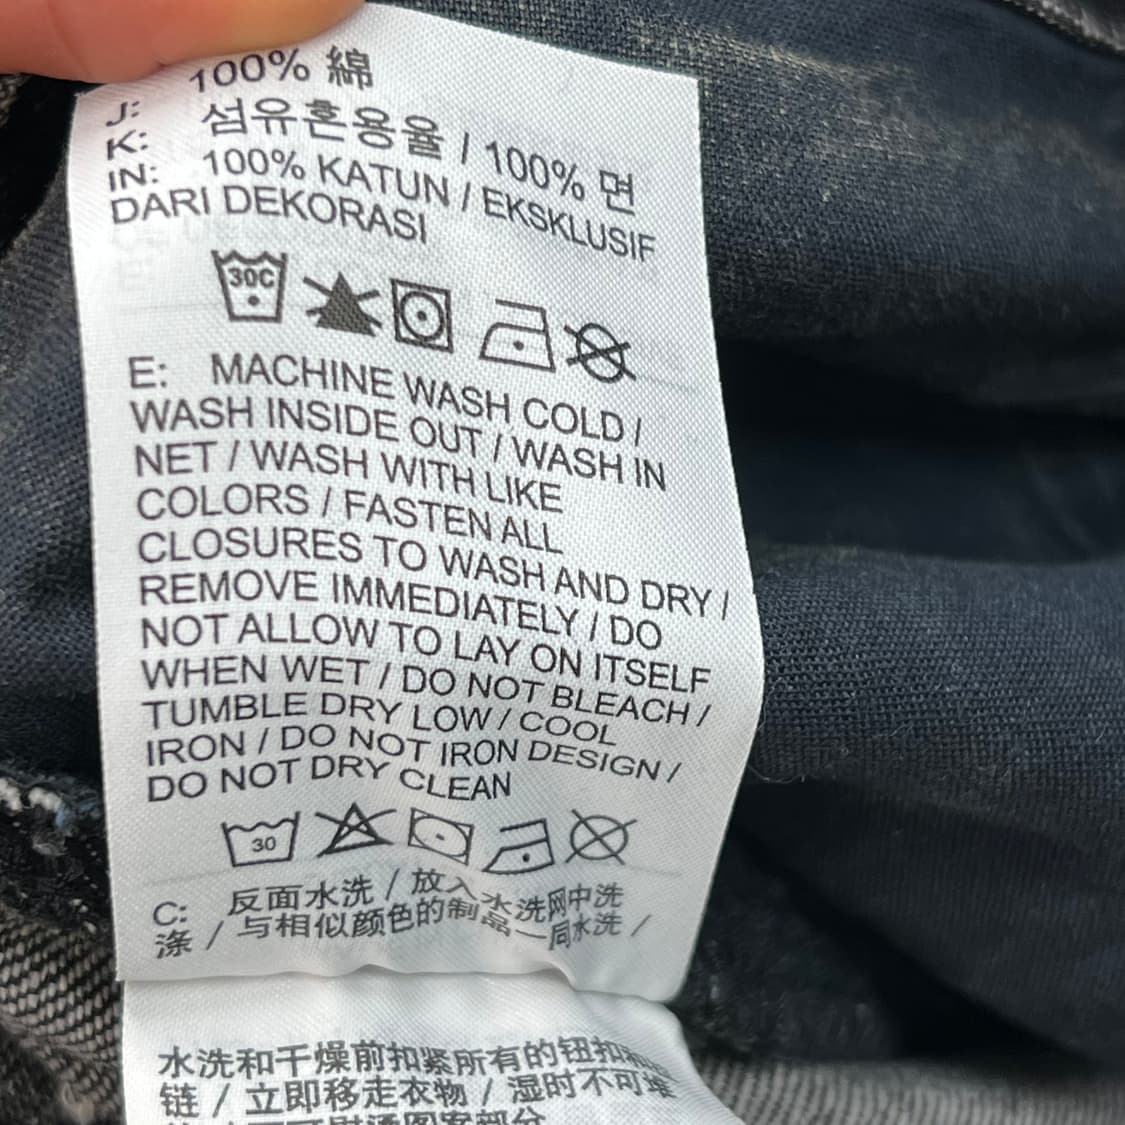 J: 100% 綿
K: 섬유혼용율 / 100% 면
IN: 100% KATUN / EKSKLUSIF
DARI DEKORASI
30C
E: MACHINE WASH COLD /
WASH INSIDE OUT / WASH IN
NET / WASH WITH LIKE
COLORS / FASTEN ALL
CLOSURES TO WASH AND DRY /
REMOVE IMMEDIATELY / DO
NOT ALLOW TO LAY ON ITSELF
WHEN WET / DO NOT BLEACH /
TUMBLE DRY LOW / COOL
IRON / DO NOT IRON DESIGN /
DO NOT DRY CLEAN
30
C: 反面水洗 / 放入水洗网中洗
涤 / 与相似颜色的制品一同水洗 /
水洗和干燥前扣紧所有的钮扣和
链 / 立即移走衣物 / 湿时不可堆